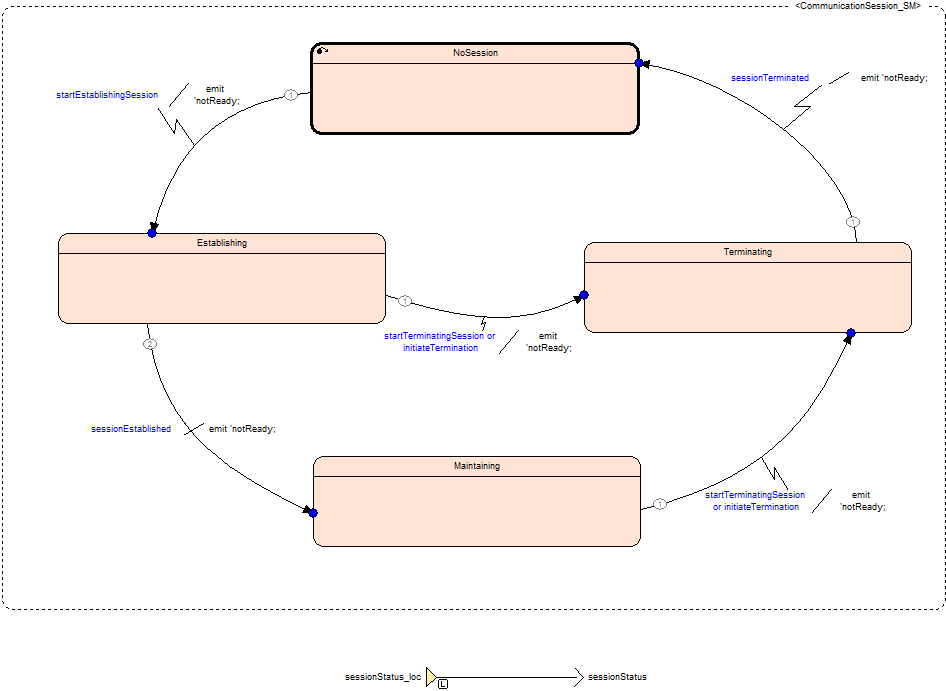 <CommunicationSession_SM>
NoSession
sessionTerminated
emit 'notReady;
startEstablishingSession
emit
'notReady;
1
1
Establishing
Terminating
1
startTerminatingSession or
initiateTermination
emit
'notReady;
2
sessionEstablished
emit 'notReady;
Maintaining
1
startTerminatingSession
or initiateTermination
emit
'notReady;
sessionStatus_loc
L
sessionStatus